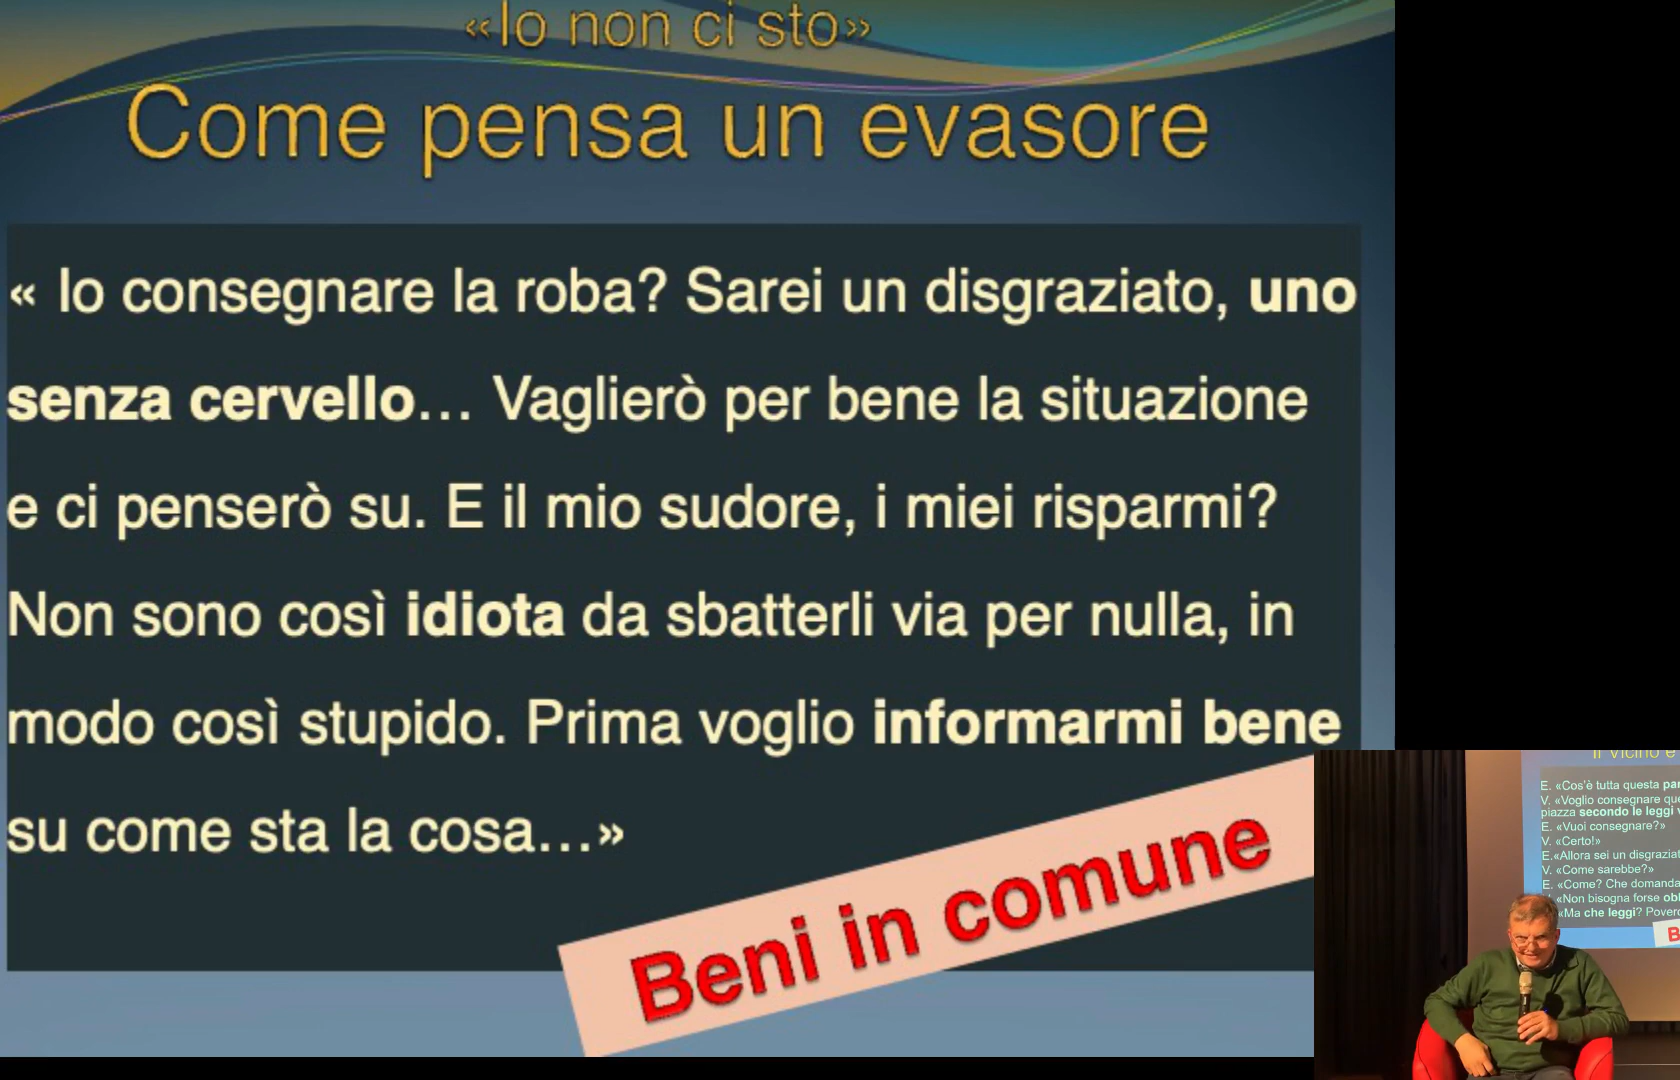 «Io non ci sto»
Come pensa un evasore
« Io consegnare la roba? Sarei un disgraziato, uno
senza cervello… Vaglierò per bene la situazione
e ci penserò su. E il mio sudore, i miei risparmi?
Non sono così idiota da sbatterli via per nulla, in
modo così stupido. Prima voglio informarmi bene
su come sta la cosa…»
Beni in comune
Il vicino e
E. «Cos'è tutta questa
V. «Voglio consegnare
piazza secondo le leggi
E. «Vuoi consegnare?»
V. «Certo!»
E.«Allora sei un
V. «Come sarebbe?»
E. «Come? Che domanda
«Non bisogna forse
«Ma che leggi?